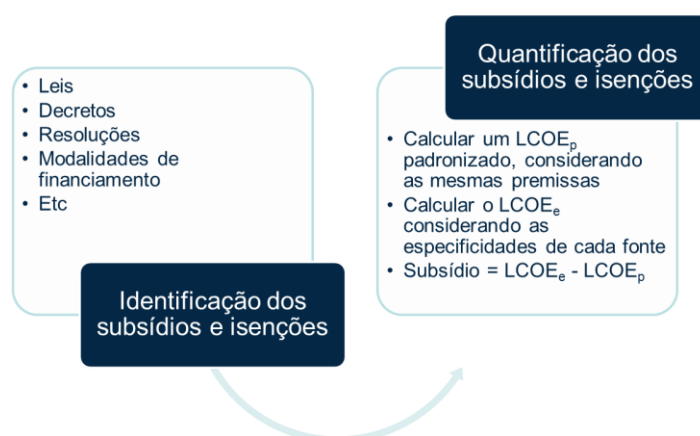 • Leis
• Decretos
• Resoluções
• Modalidades de
financiamento
• Etc
Identificação dos
subsídios e isenções
Quantificação dos
subsídios e isenções
• Calcular um LCOEₚ
padronizado, considerando
as mesmas premissas
• Calcular o LCOEₑ
considerando as
especificidades de cada fonte
• Subsídio = LCOEₑ - LCOEₚ